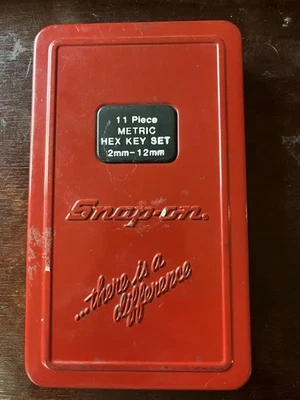 11 Piece
METRIC
HEX KEY SET
2mm-12mm
Snap-on.
...there is a
difference